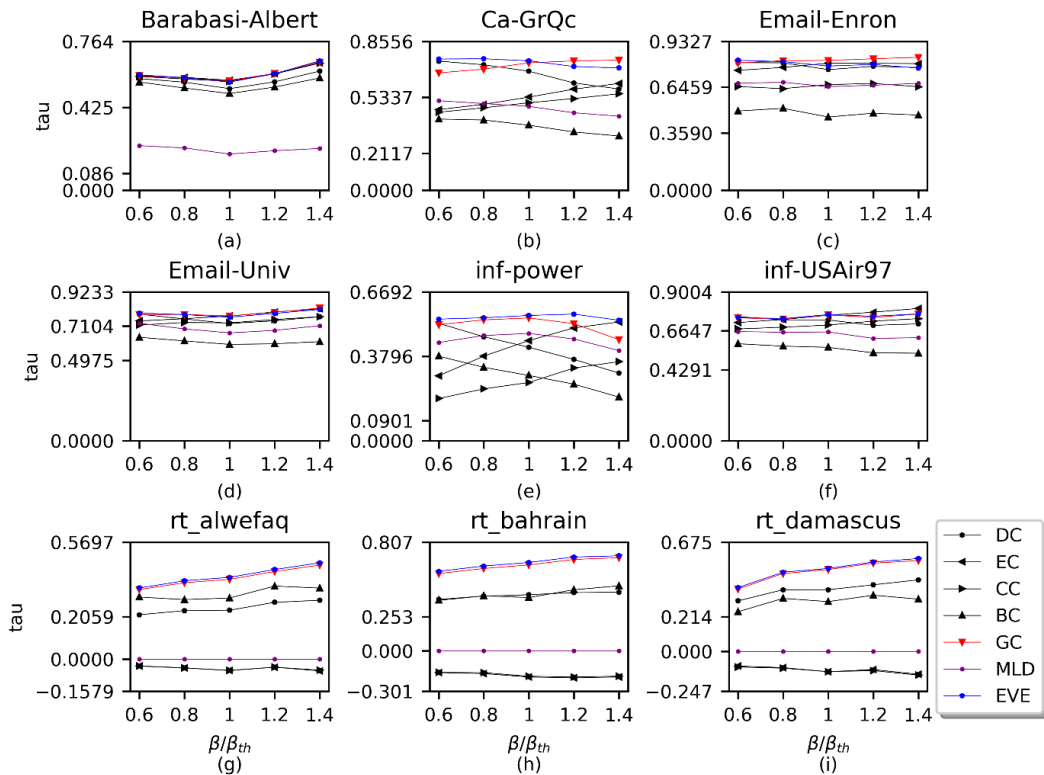 Barabasi-Albert
Ca-GrQc
Email-Enron
tau
0.764
0.425
0.086
0.000
0.6 0.8 1 1.2 1.4
(a)
0.8556
0.5337
0.2117
0.0000
0.6 0.8 1 1.2 1.4
(b)
0.9327
0.6459
0.3590
0.0000
0.6 0.8 1 1.2 1.4
(c)
Email-Univ
inf-power
inf-USAir97
tau
0.9233
0.7104
0.4975
0.0000
0.6 0.8 1 1.2 1.4
(d)
0.6692
0.3796
0.0901
0.0000
0.6 0.8 1 1.2 1.4
(e)
0.9004
0.6647
0.4291
0.0000
0.6 0.8 1 1.2 1.4
(f)
rt_alwefaq
rt_bahrain
rt_damascus
tau
0.5697
0.2059
0.0000
−0.1579
0.6 0.8 1 1.2 1.4
β/βth
(g)
0.807
0.253
0.000
−0.301
0.6 0.8 1 1.2 1.4
β/βth
(h)
0.675
0.214
0.000
−0.247
0.6 0.8 1 1.2 1.4
β/βth
(i)
DC
EC
CC
BC
GC
MLD
EVE